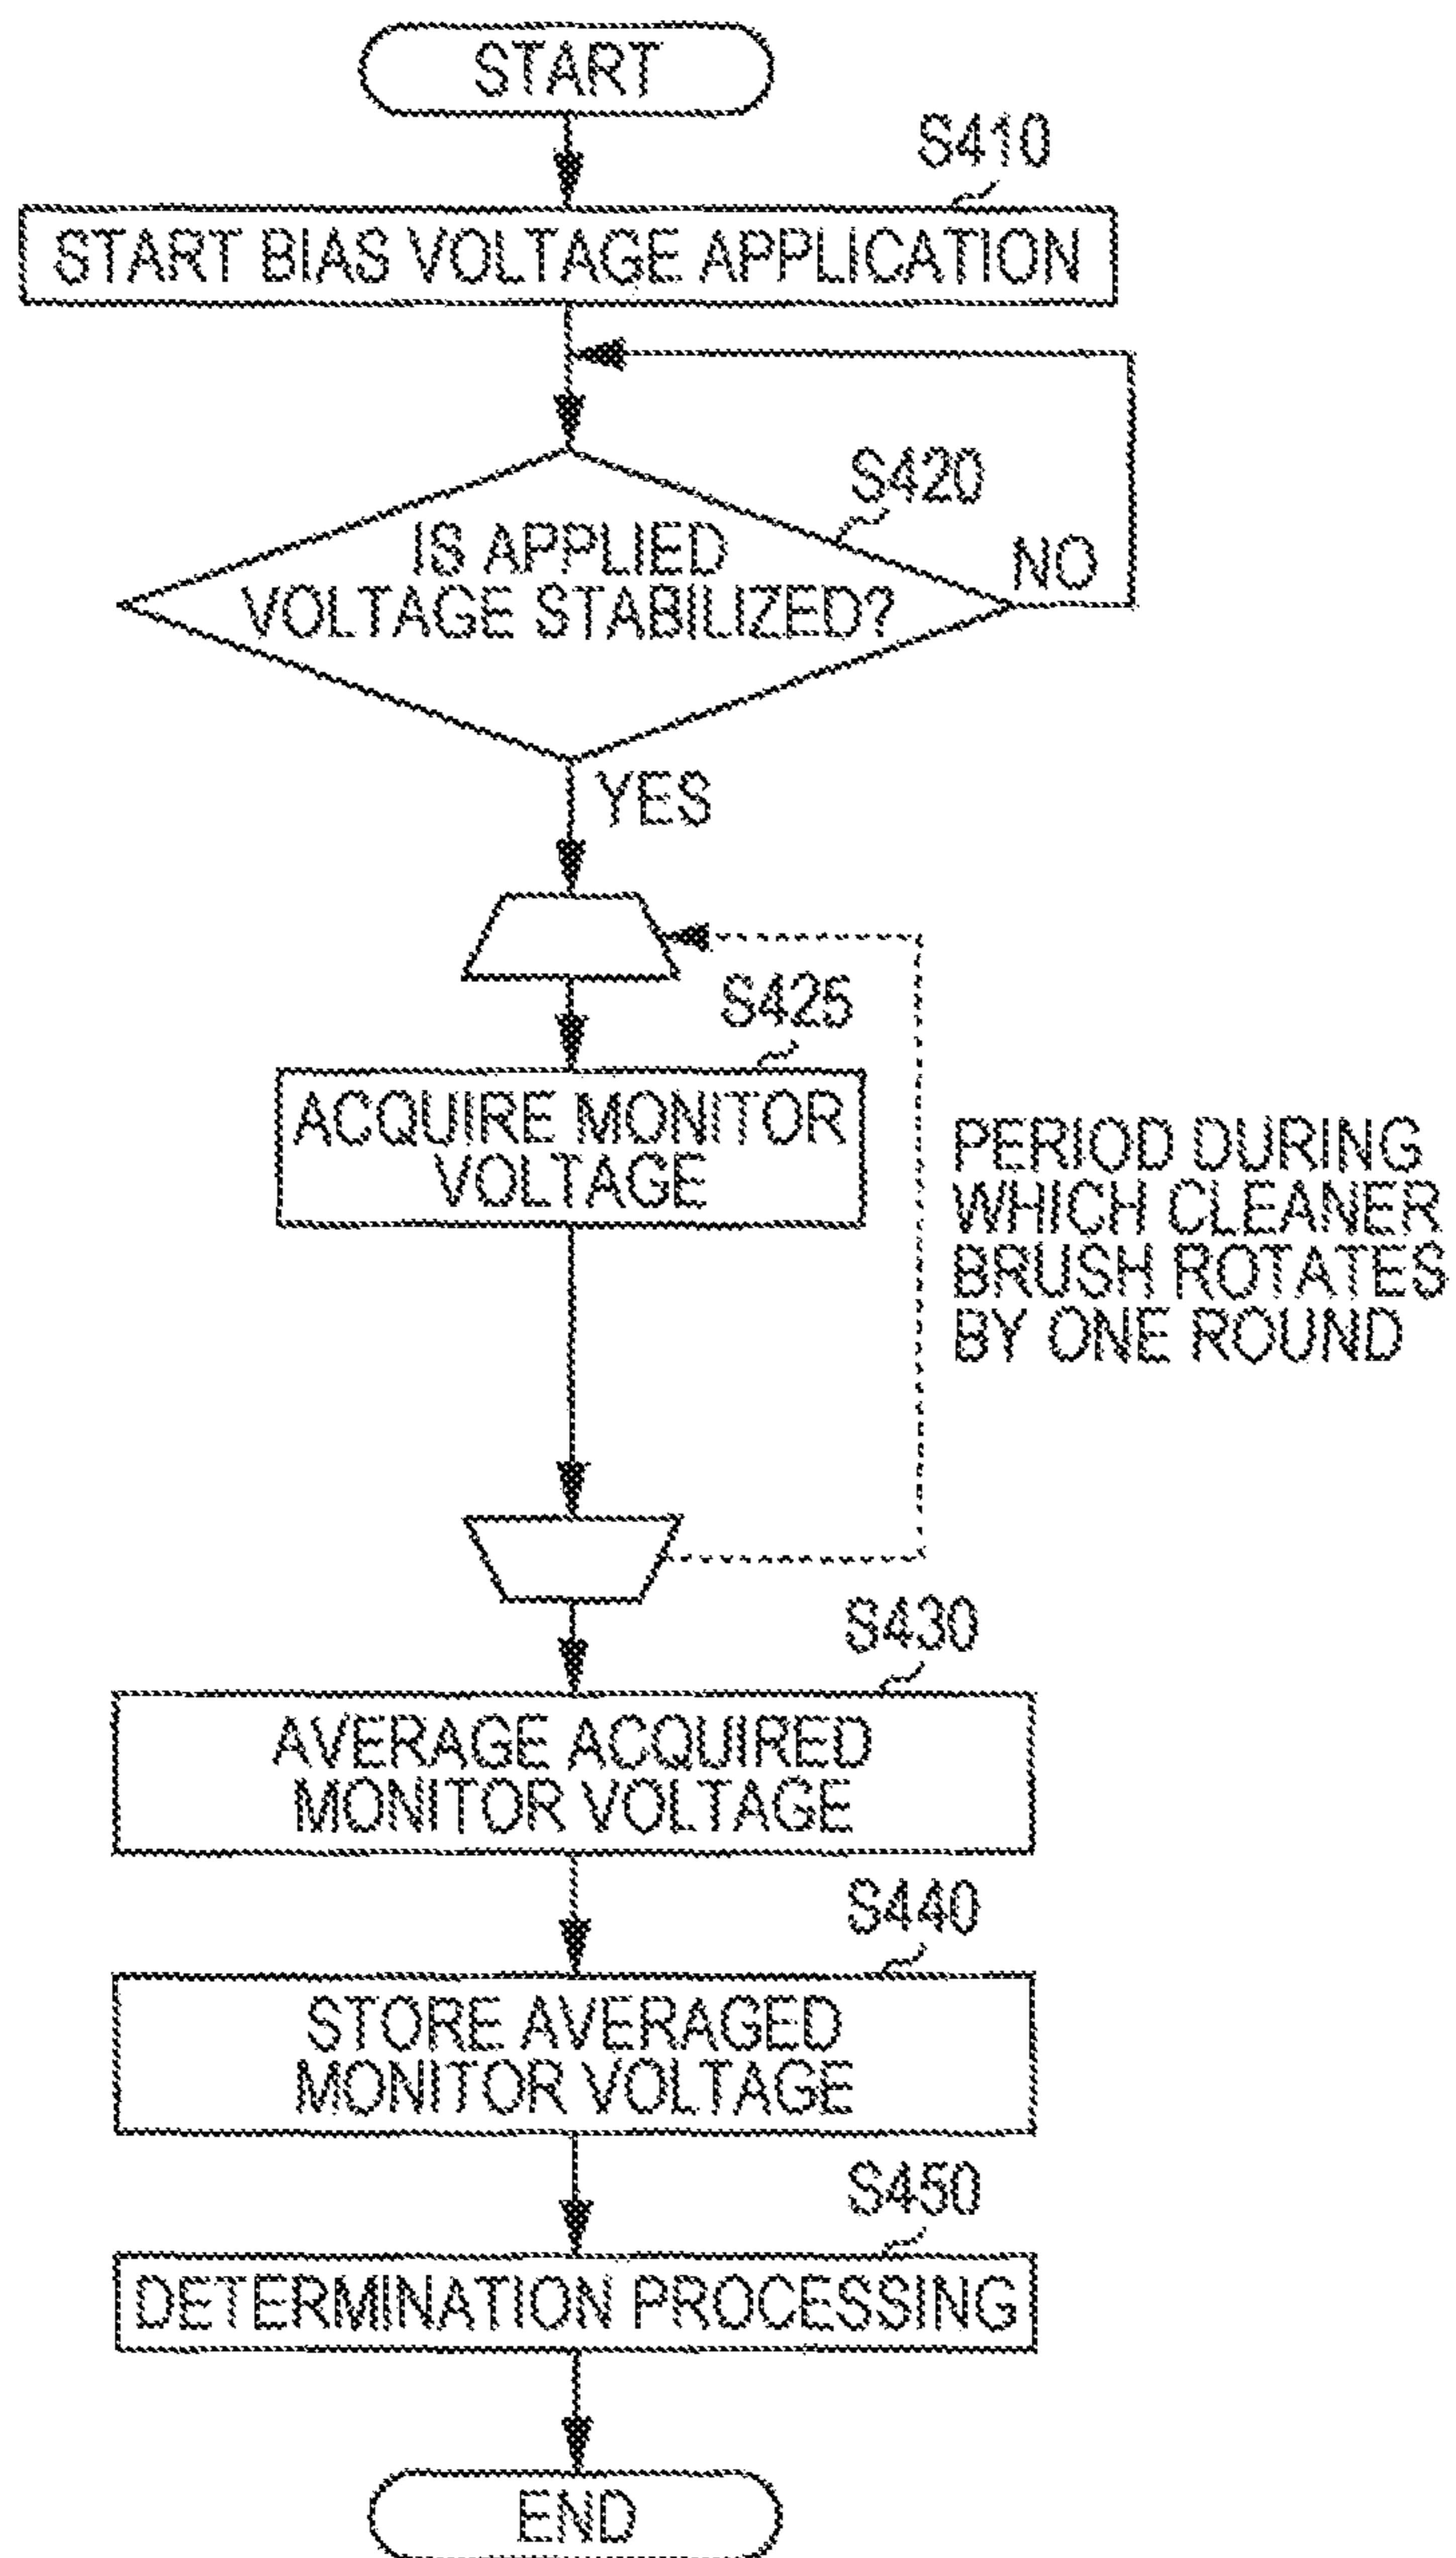 START
S410
START BIAS VOLTAGE APPLICATION
S420
IS APPLIED
VOLTAGE STABILIZED?
NO
YES
S425
ACQUIRE MONITOR
VOLTAGE
PERIOD DURING
WHICH CLEANER
BRUSH ROTATES
BY ONE ROUND
S430
AVERAGE ACQUIRED
MONITOR VOLTAGE
S440
STORE AVERAGED
MONITOR VOLTAGE
S450
DETERMINATION PROCESSING
END